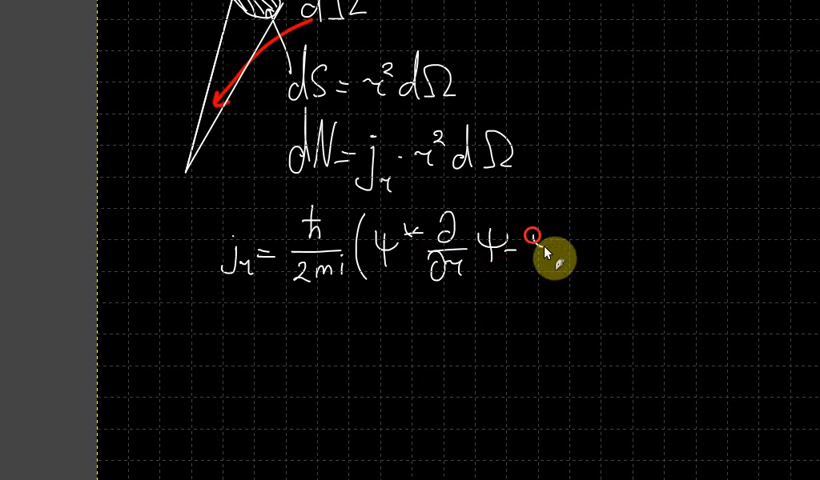 dΩ
dS = r² dΩ
dN = j_r · r² dΩ
j_r = ħ / 2mi ( ψ* ∂/∂r ψ −